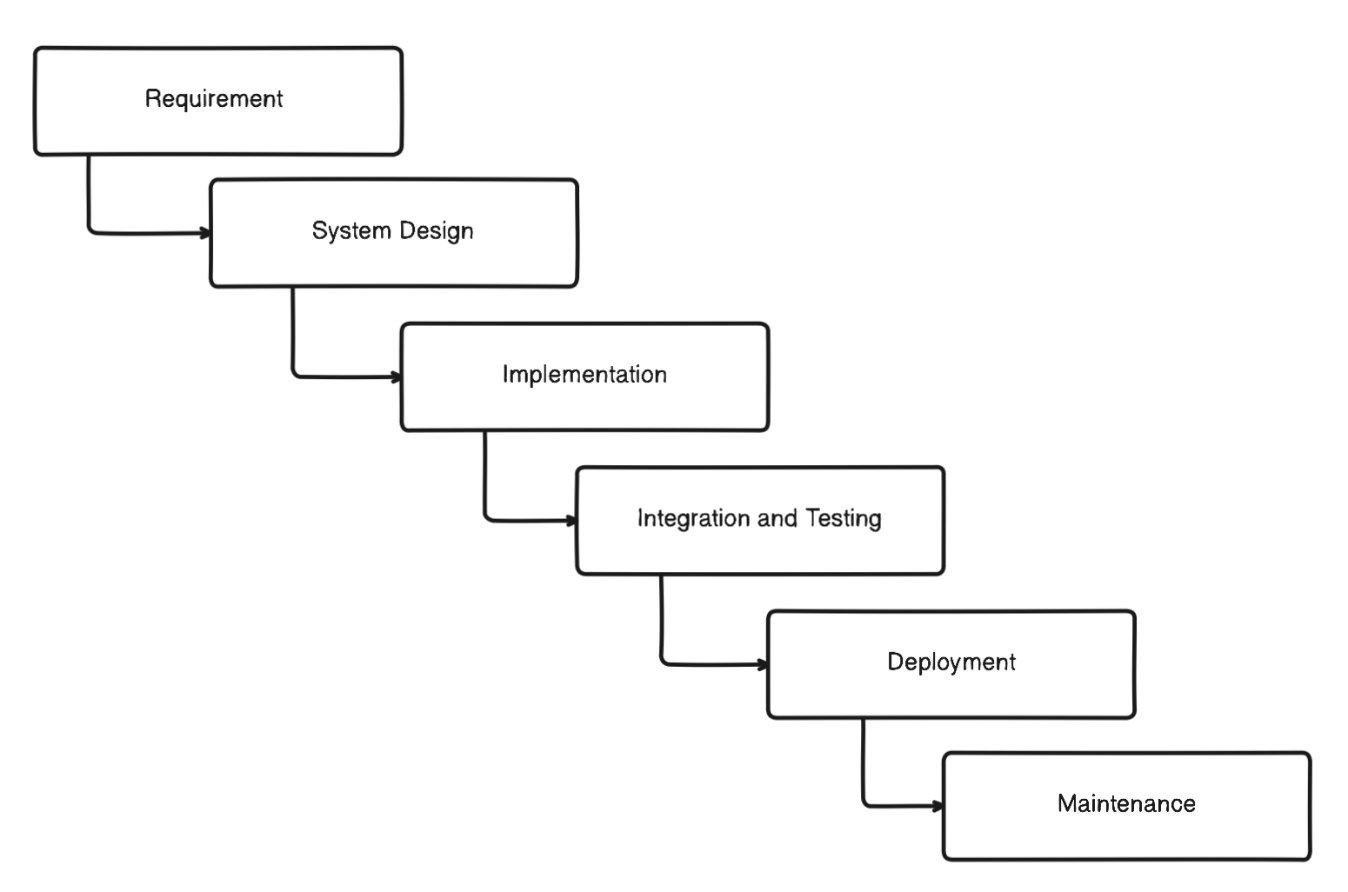 Requirement
System Design
Implementation
Integration and Testing
Deployment
Maintenance